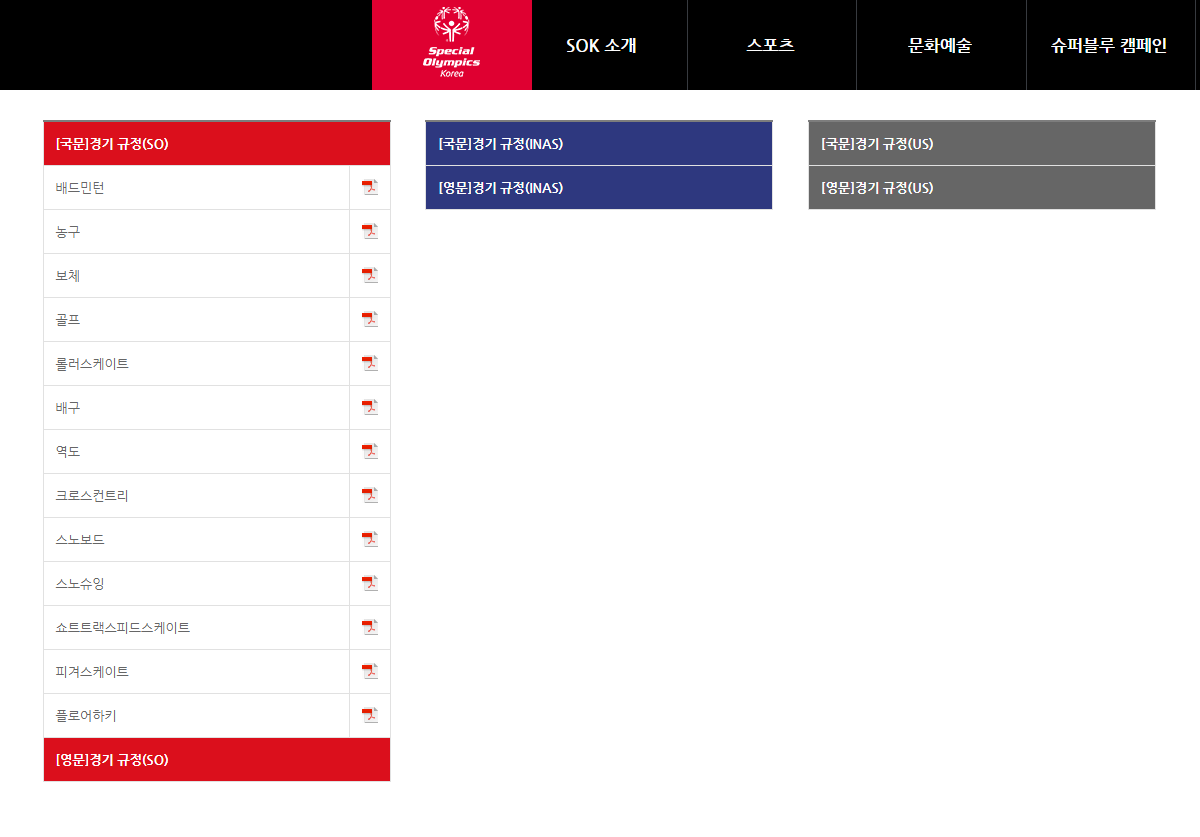 Special
Olympics
Korea
SOK 소개
스포츠
문화예술
슈퍼블루 캠페인
[국문]경기 규정(SO)
배드민턴
농구
보체
골프
롤러스케이트
배구
역도
크로스컨트리
스노보드
스노슈잉
쇼트트랙스피드스케이트
피겨스케이트
플로어하키
[영문]경기 규정(SO)
[국문]경기 규정(INAS)
[영문]경기 규정(INAS)
[국문]경기 규정(US)
[영문]경기 규정(US)